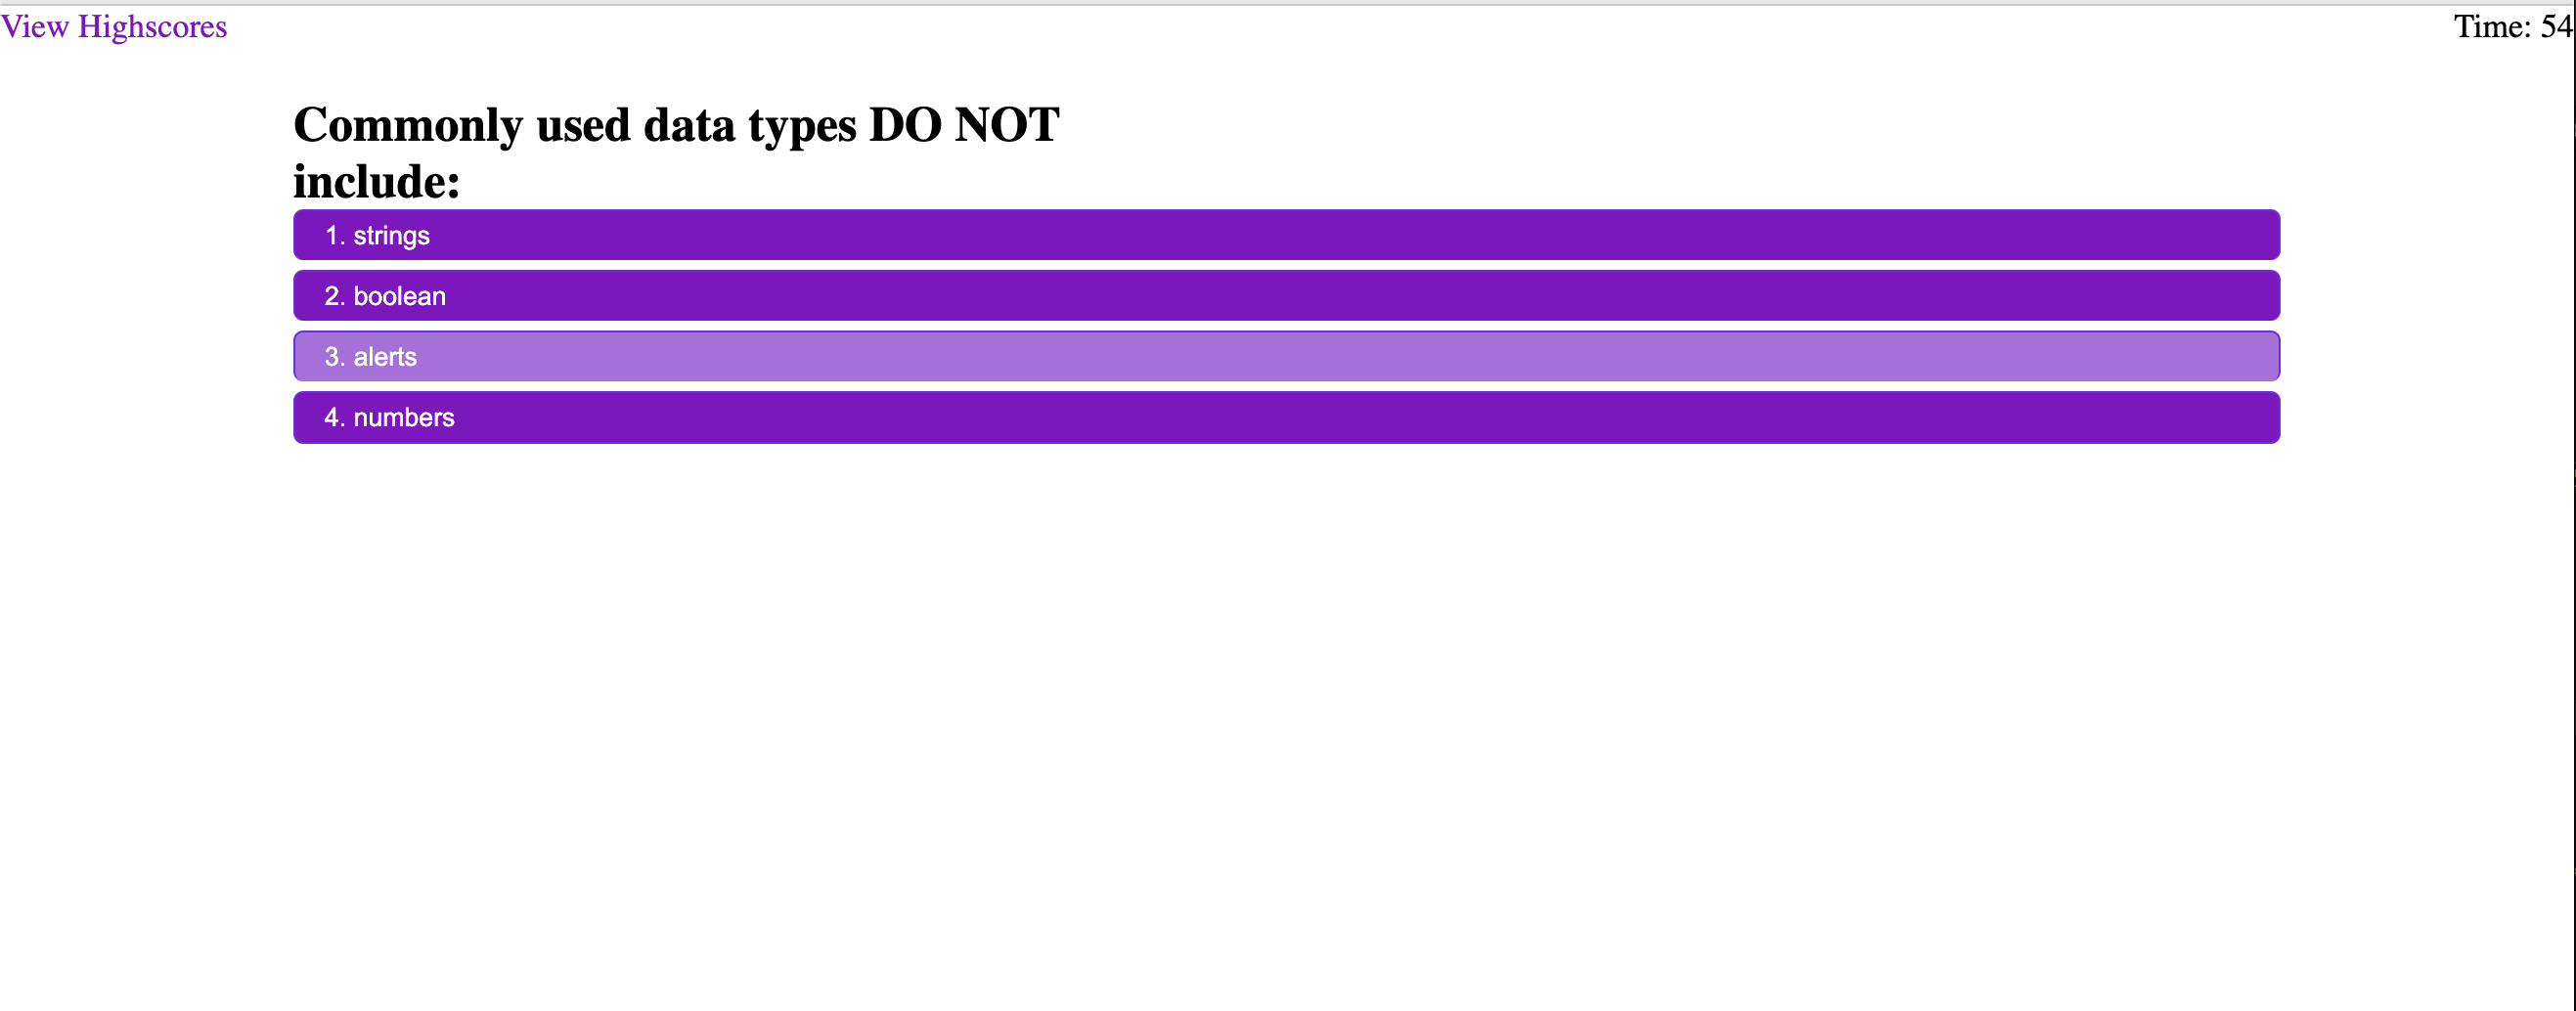 View Highscores
Time: 54
Commonly used data types DO NOT
include:
1. strings
2. boolean
3. alerts
4. numbers